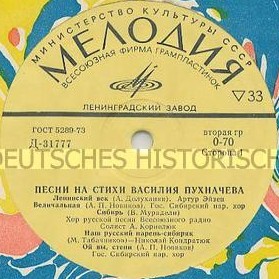 МИНИСТЕРСТВО КУЛЬТУРЫ СССР
МЕЛОДИЯ
ВСЕСОЮЗНАЯ ФИРМА ГРАМПЛАСТИНОК
▽33
ЛЕНИНГРАДСКИЙ ЗАВОД
ГОСТ 5289-73
Д-31777
вторая гр
0-70
Сторона 1
DEUTSCHES HISTORISCH
ПЕСНИ НА СТИХИ ВАСИЛИЯ ПУХНАЧЕВА
Ленинский век (А. Долуханян). Артур Эйзен
Величальная (А. П. Новиков). Гос. Сибирский нар. хор
Сибирь (В. Мурадели)
Хор русской песни Всесоюзного радио
Солист А. Корнилюк
Наш русский парень-сибиряк
(М. Табачников)—Николай Кондратюк
Ой вы, степи (А. П. Новиков)
Гос. Сибирский нар. хор